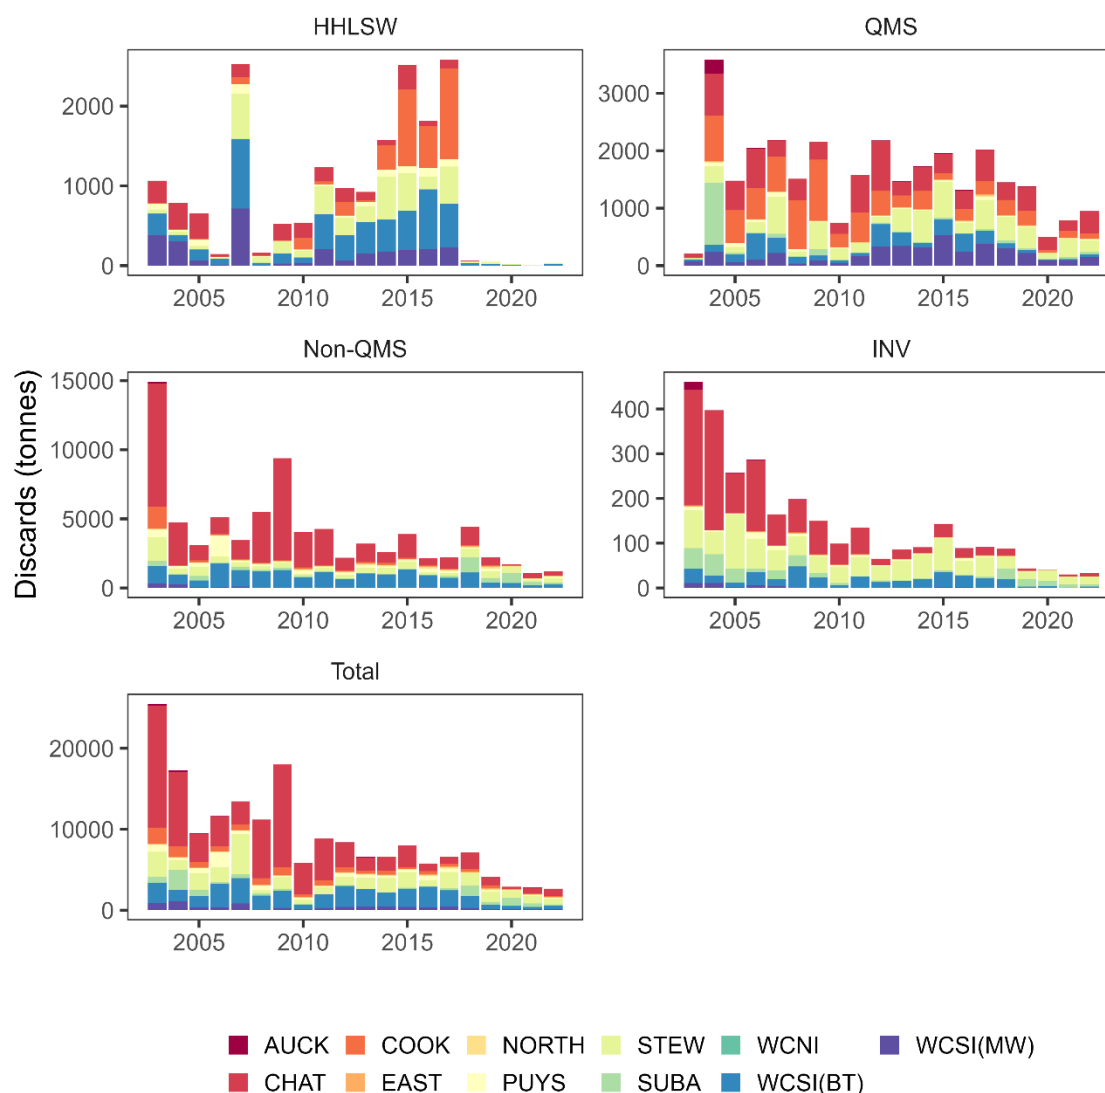 HHLSW
QMS
2000
1000
0
3000
2000
1000
0
2005 2010 2015 2020
2005 2010 2015 2020
Non-QMS
INV
Discards (tonnes)
15000
10000
5000
0
400
300
200
100
0
2005 2010 2015 2020
2005 2010 2015 2020
Total
20000
10000
0
2005 2010 2015 2020
AUCK COOK NORTH STEW WCNI WCSI(MW)
CHAT EAST PUYS SUBA WCSI(BT)